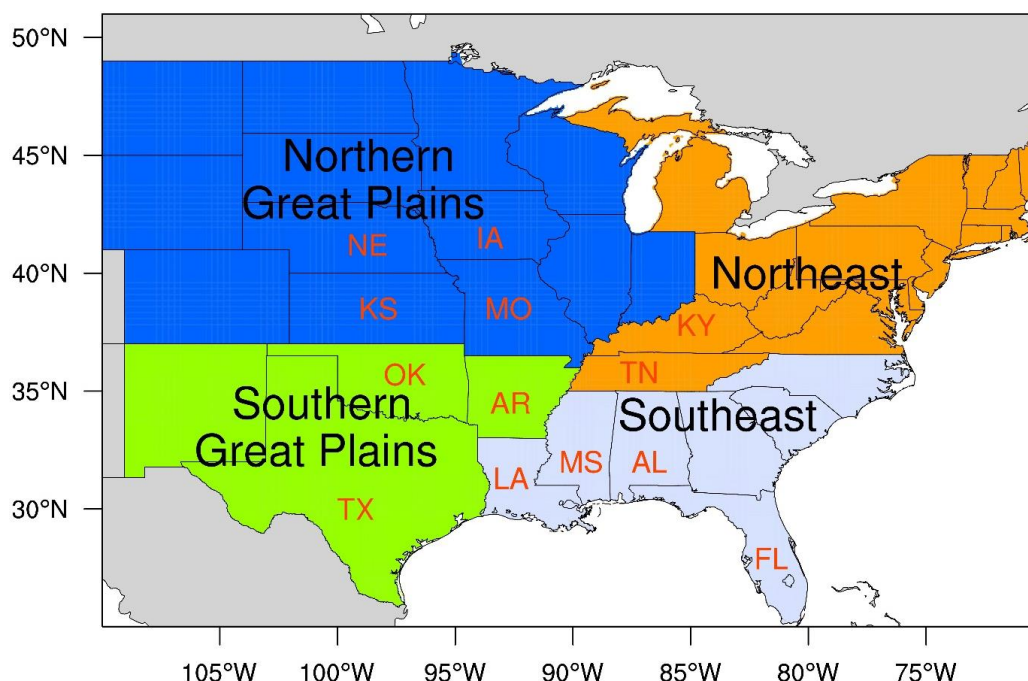 50°N
Northern
45°N
Great Plains
NE
IA
40°N
Northeast
KS
MO
KY
OK
TN
35°N
AR
Southern
Southeast
Great Plains
MS
AL
LA
TX
30°N
FL
105°W
100°W
95°W
90°W
85°W
80°W
75°W